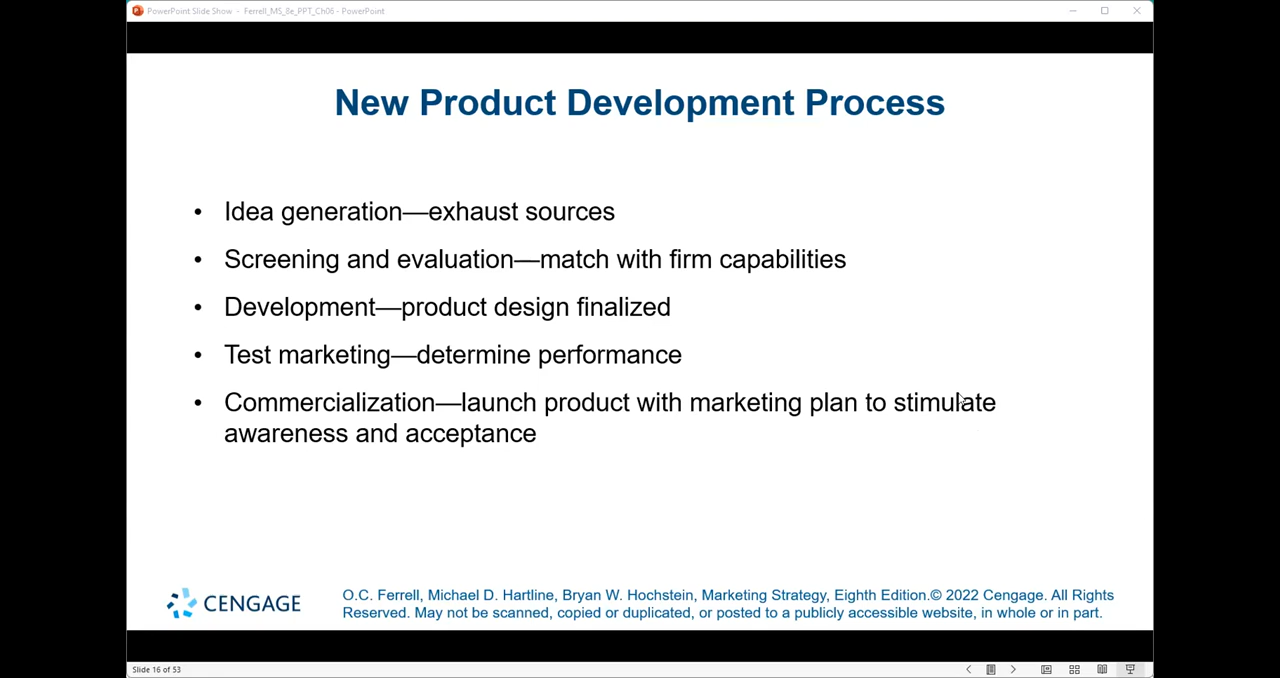 PowerPoint Slide Show - Ferrell_MS_8e_PPT_Ch06 - PowerPoint
New Product Development Process
• Idea generation—exhaust sources
• Screening and evaluation—match with firm capabilities
• Development—product design finalized
• Test marketing—determine performance
• Commercialization—launch product with marketing plan to stimulate
awareness and acceptance
CENGAGE
O.C. Ferrell, Michael D. Hartline, Bryan W. Hochstein, Marketing Strategy, Eighth Edition.© 2022 Cengage. All Rights
Reserved. May not be scanned, copied or duplicated, or posted to a publicly accessible website, in whole or in part.
Slide 16 of 53